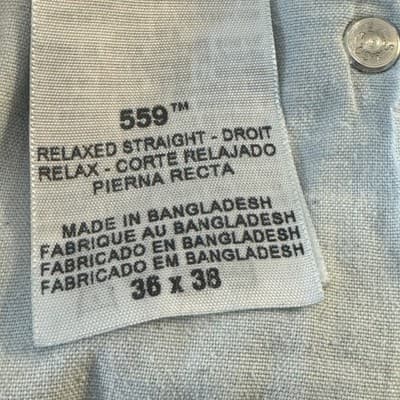 559™
RELAXED STRAIGHT - DROIT
RELAX - CORTE RELAJADO
PIERNA RECTA
MADE IN BANGLADESH
FABRIQUE AU BANGLADESH
FABRICADO EN BANGLADESH
FABRICADO EM BANGLADESH
36 x 38